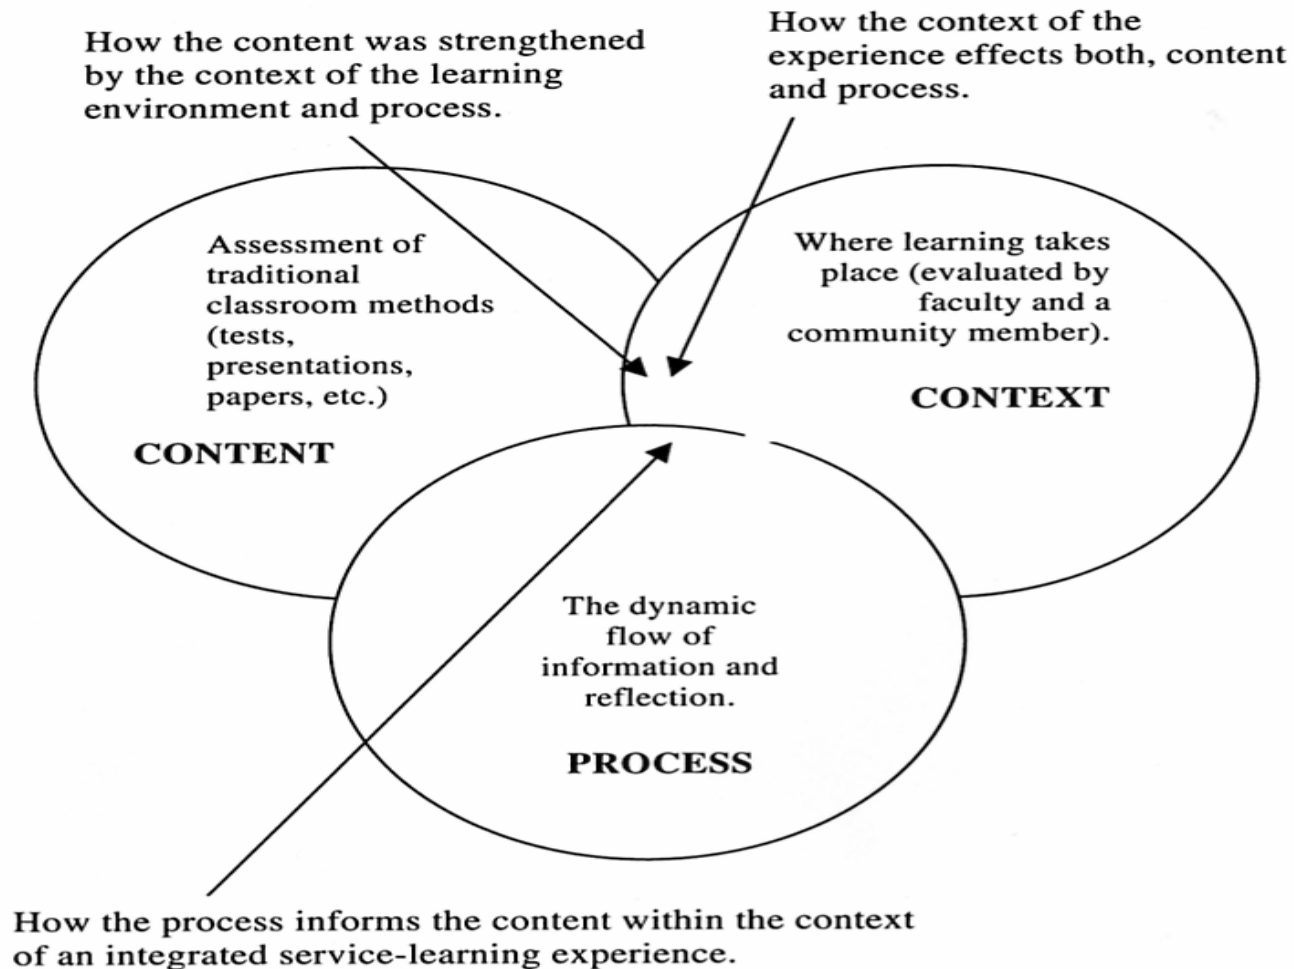 How the content was strengthened
by the context of the learning
environment and process.
How the context of the
experience effects both, content
and process.
Assessment of
traditional
classroom methods
(tests,
presentations,
papers, etc.)
CONTENT
Where learning takes
place (evaluated by
faculty and a
community member).
CONTEXT
The dynamic
flow of
information and
reflection.
PROCESS
How the process informs the content within the context
of an integrated service-learning experience.